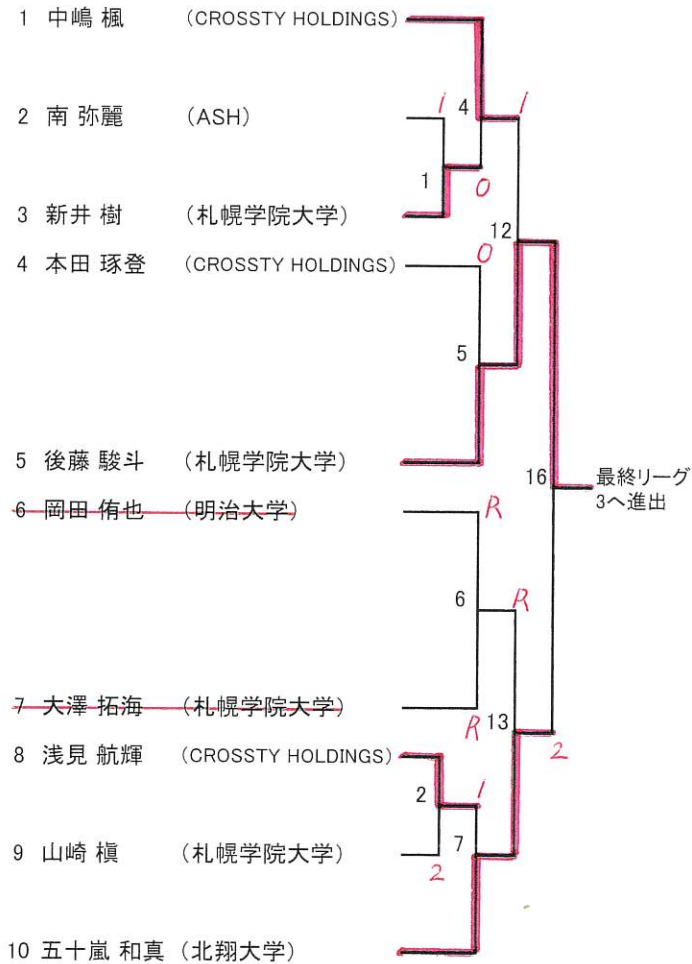 1 中嶋 楓 (CROSSTY HOLDINGS)
1 4 1
2 南 弥麗 (ASH)
1 0
3 新井 樹 (札幌学院大学)
0 12
4 本田 琢登 (CROSSTY HOLDINGS)
5
5 後藤 駿斗 (札幌学院大学)
16 最終リーグ
3へ進出
6 岡田 侑也 (明治大学) R
6 R
7 大澤 拓海 (札幌学院大学)
R 13
8 浅見 航輝 (CROSSTY HOLDINGS) 2
2 1
7
9 山崎 槇 (札幌学院大学)
2
10 五十嵐 和真 (北翔大学)